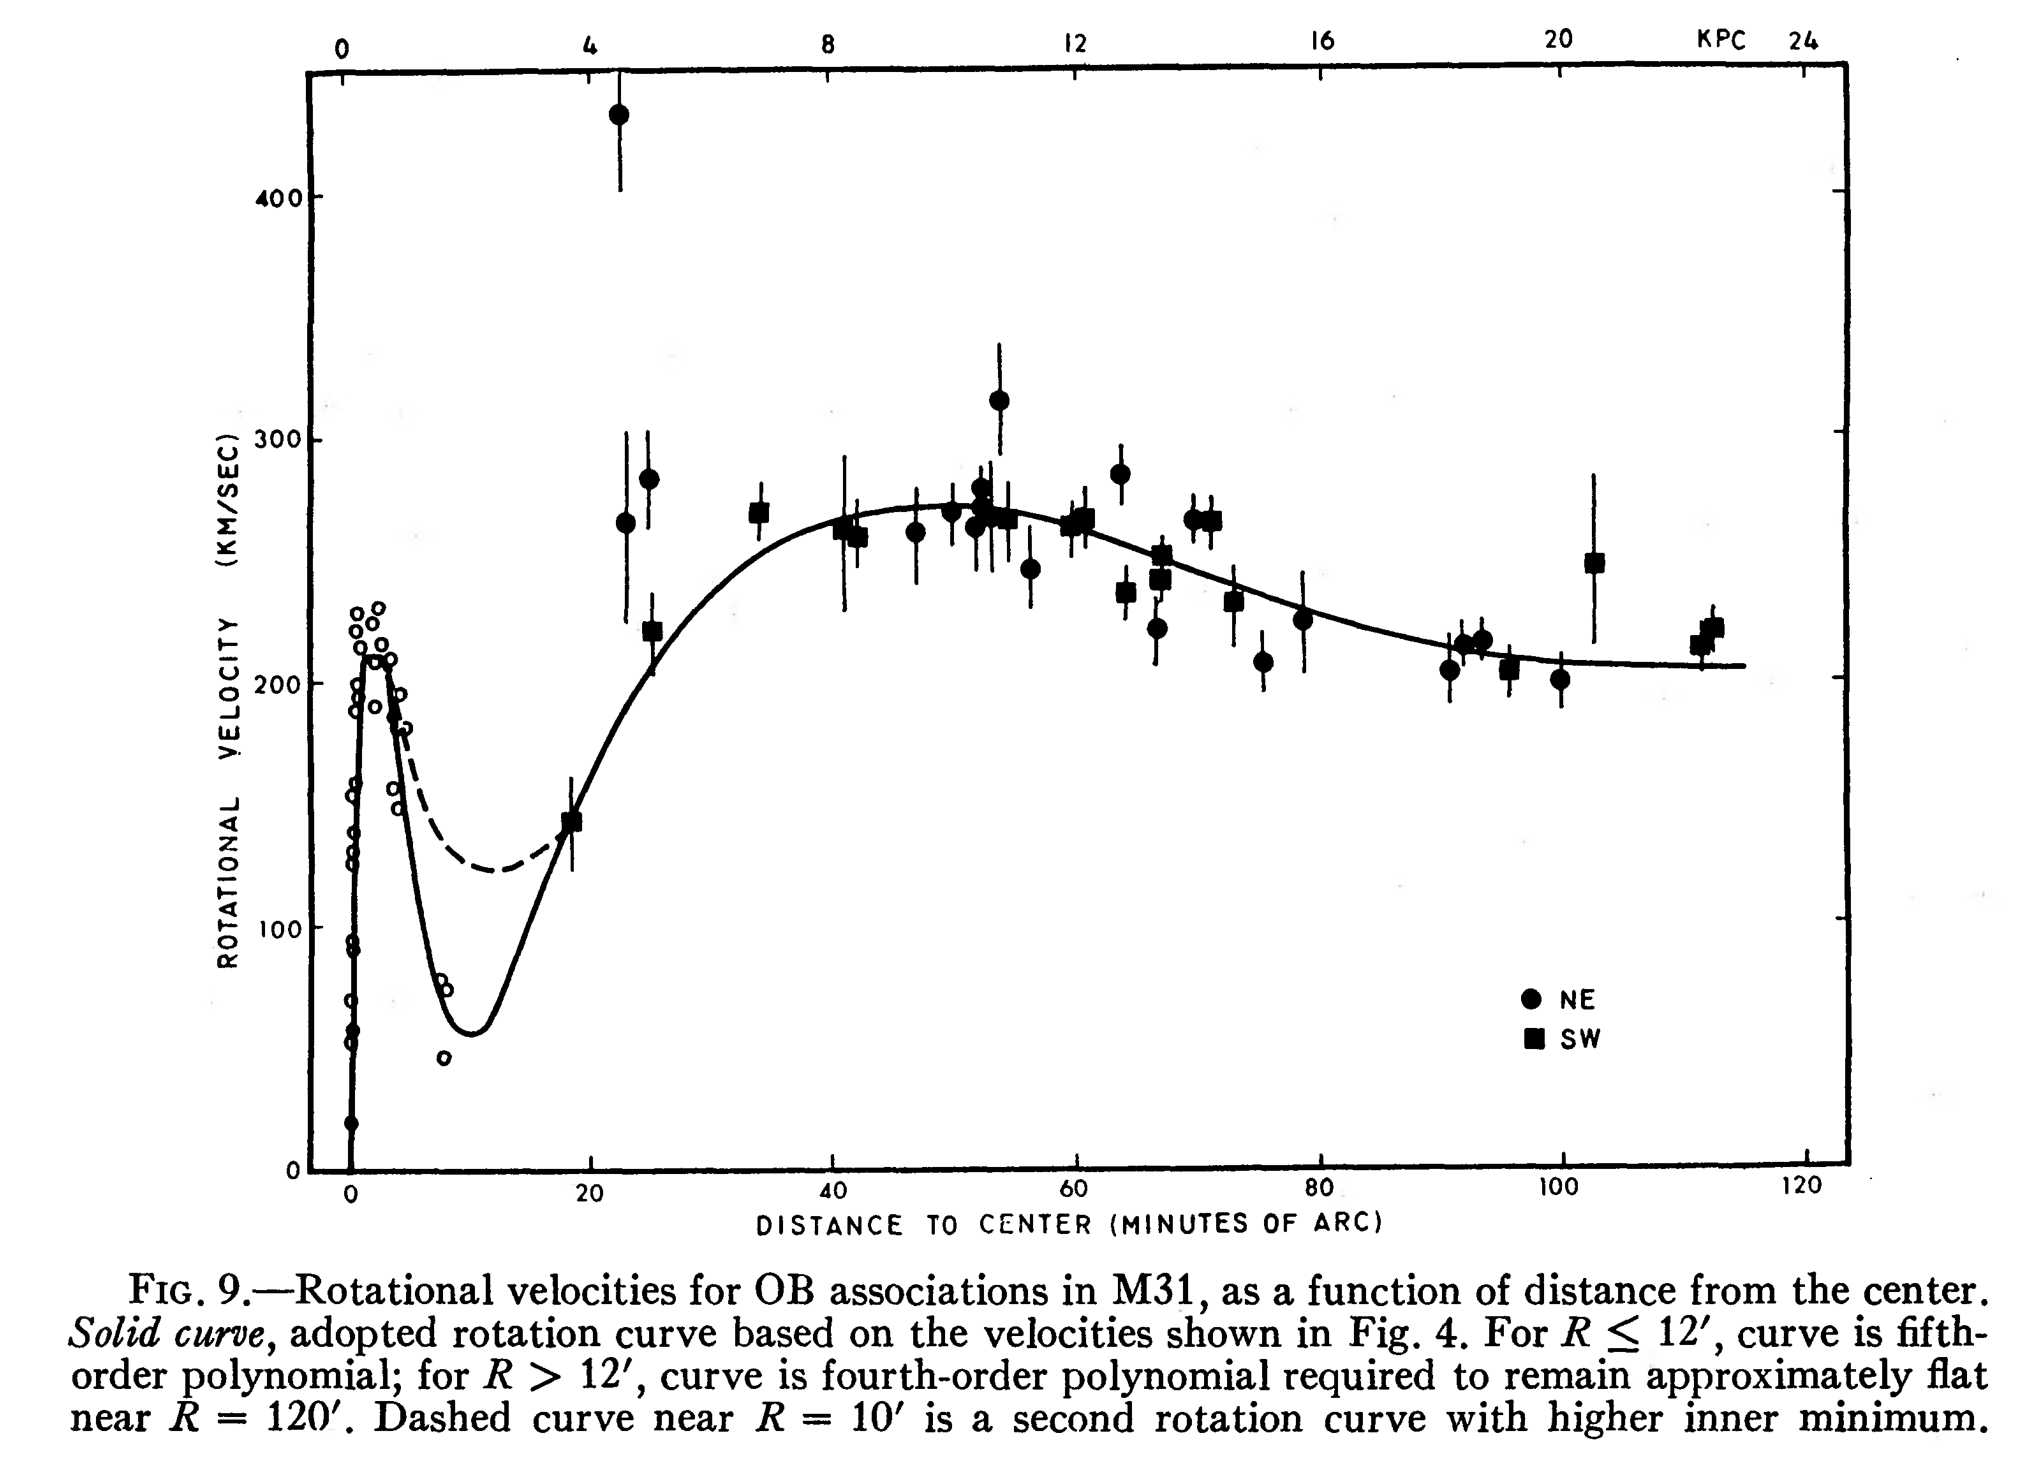 0 4 8 12 16 20 KPC 24
400
300
200
100
0
ROTATIONAL VELOCITY (KM/SEC)
NE
SW
0 20 40 60 80 100 120
DISTANCE TO CENTER (MINUTES OF ARC)
FIG. 9.—Rotational velocities for OB associations in M31, as a function of distance from the center.
Solid curve, adopted rotation curve based on the velocities shown in Fig. 4. For R ≤ 12′, curve is fifth-
order polynomial; for R > 12′, curve is fourth-order polynomial required to remain approximately flat
near R = 120′. Dashed curve near R = 10′ is a second rotation curve with higher inner minimum.